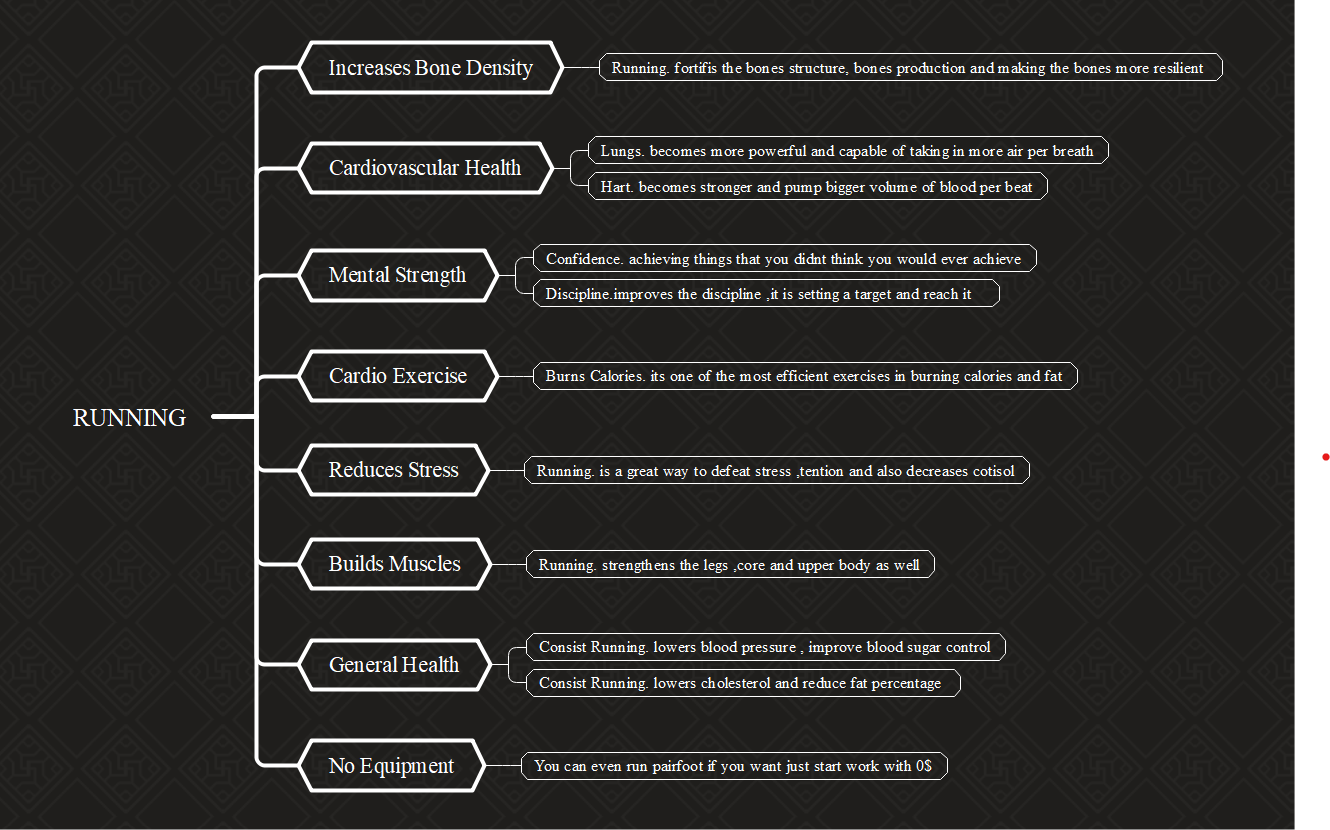 Increases Bone Density
Running. fortifis the bones structure, bones production and making the bones more resilient
Cardiovascular Health
Lungs. becomes more powerful and capable of taking in more air per breath
Hart. becomes stronger and pump bigger volume of blood per beat
Mental Strength
Confidence. achieving things that you didnt think you would ever achieve
Discipline.improves the discipline ,it is setting a target and reach it
Cardio Exercise
Burns Calories. its one of the most efficient exercises in burning calories and fat
RUNNING
Reduces Stress
Running. is a great way to defeat stress ,tention and also decreases cotisol
Builds Muscles
Running. strengthens the legs ,core and upper body as well
General Health
Consist Running. lowers blood pressure , improve blood sugar control
Consist Running. lowers cholesterol and reduce fat percentage
No Equipment
You can even run pairfoot if you want just start work with 0$